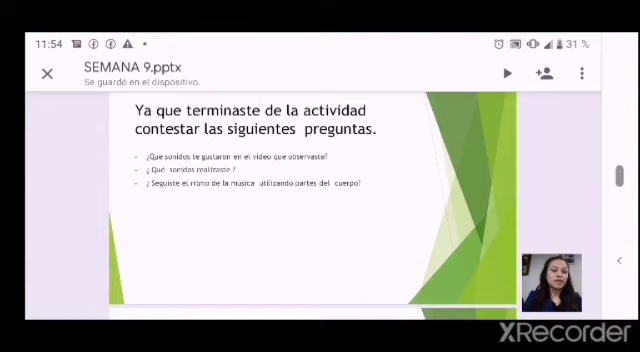 11:54
31 %
SEMANA 9.pptx
Se guardó en el dispositivo.
Ya que terminaste de la actividad
contestar las siguientes preguntas.
- ¿Que sonidos te gustaron en el video que observaste?
- ¿ Qué sonidos realizaste ?
- ¿ Seguiste el ritmo de la música utilizando partes del cuerpo?
XRecorder